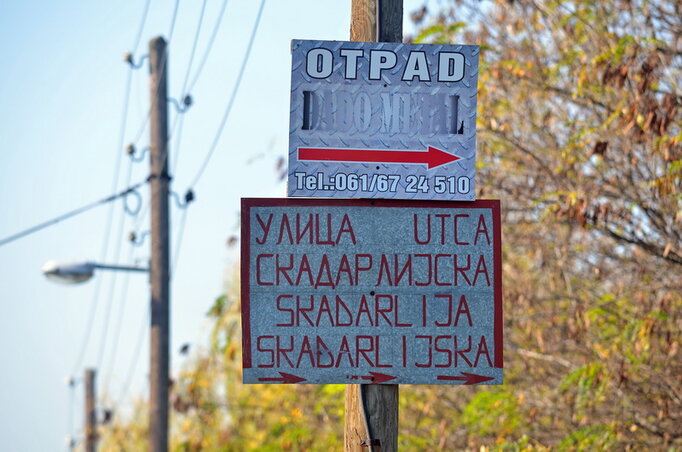 OTPAD
Tel.:061/67 24 510
УЛИЦА UTCA
СКАДАРЛИЈСКА
SKADARLIJA
SKADARLIJSKA